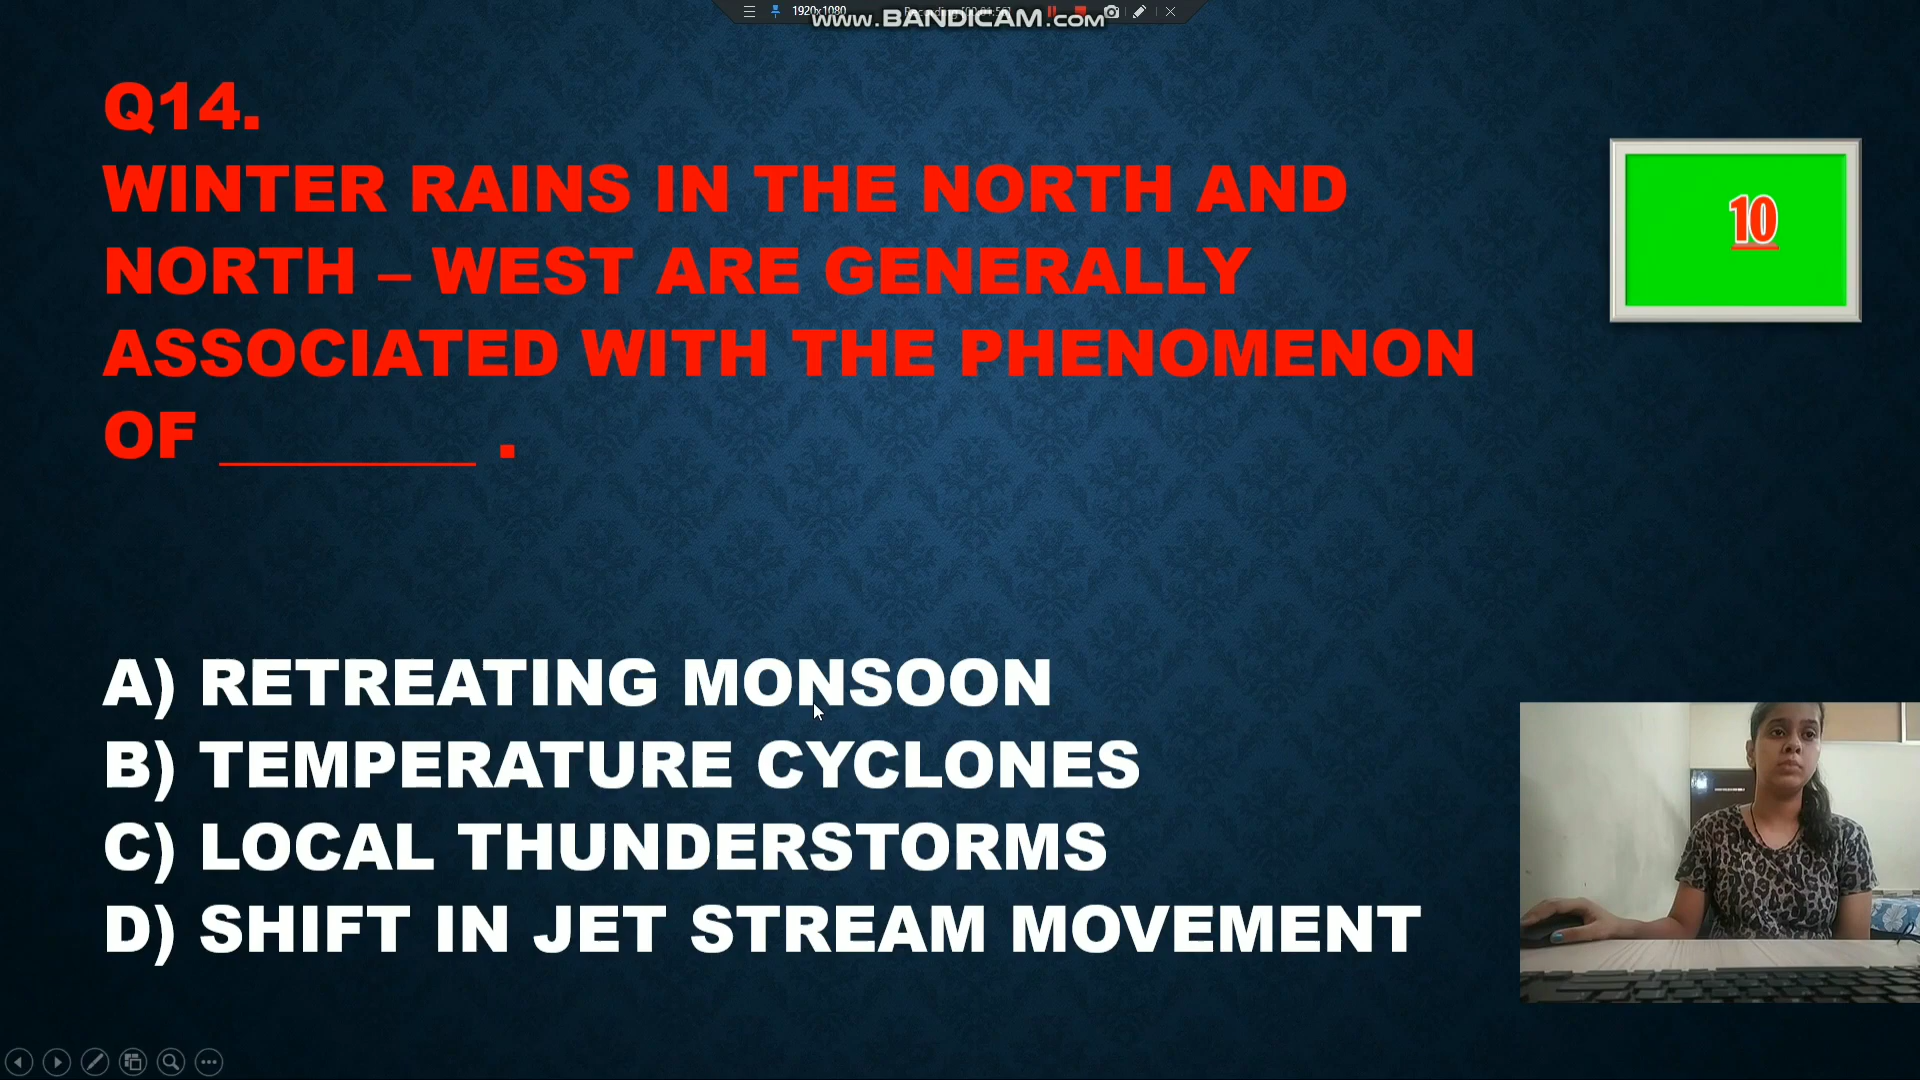 1920x1080
www.BANDICAM.com
Q14.
WINTER RAINS IN THE NORTH AND
NORTH – WEST ARE GENERALLY
ASSOCIATED WITH THE PHENOMENON
OF ________ .
10
A) RETREATING MONSOON
B) TEMPERATURE CYCLONES
C) LOCAL THUNDERSTORMS
D) SHIFT IN JET STREAM MOVEMENT